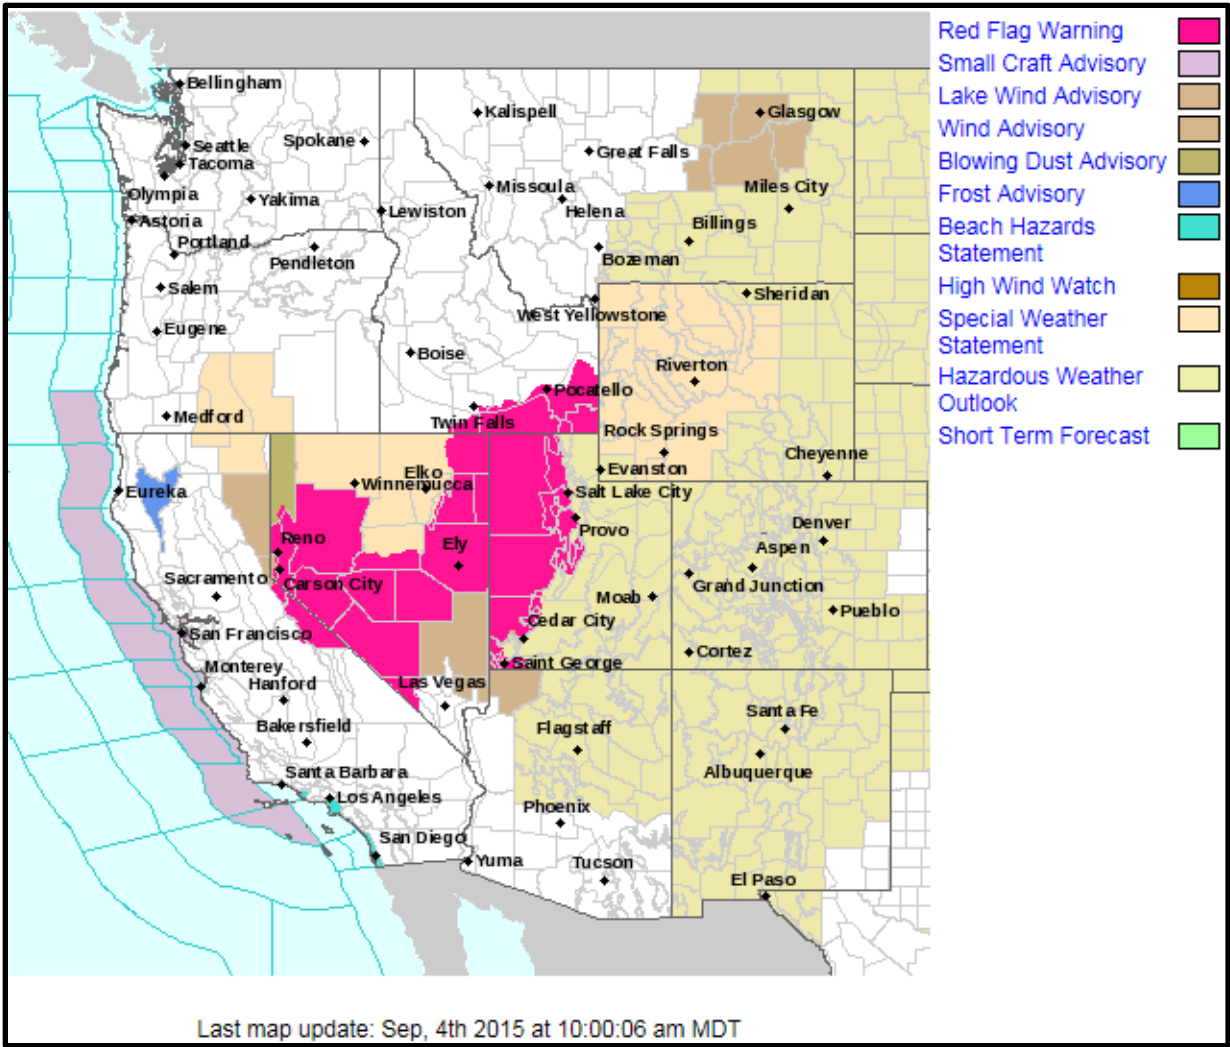 Red Flag Warning
Small Craft Advisory
Lake Wind Advisory
Wind Advisory
Blowing Dust Advisory
Frost Advisory
Beach Hazards
Statement
High Wind Watch
Special Weather
Statement
Hazardous Weather
Outlook
Short Term Forecast
Bellingham
Kalispell
Glasgow
Seattle
Spokane
Great Falls
Tacoma
Olympia
Yakima
Missoula
Miles City
Lewiston
Helena
Astoria
Billings
Portland
Pendleton
Bozeman
Salem
Sheridan
West Yellowstone
Eugene
Boise
Riverton
Pocatello
Medford
Twin Falls
Rock Springs
Cheyenne
Elko
Evanston
Winnemucca
Eureka
Salt Lake City
Denver
Provo
Reno
Ely
Aspen
Sacramento
Carson City
Grand Junction
Moab
Pueblo
Cedar City
San Francisco
Cortez
Saint George
Monterey
Hanford
Las Vegas
Santa Fe
Bakersfield
Flagstaff
Albuquerque
Santa Barbara
Los Angeles
Phoenix
San Diego
Yuma
Tucson
El Paso
Last map update: Sep, 4th 2015 at 10:00:06 am MDT